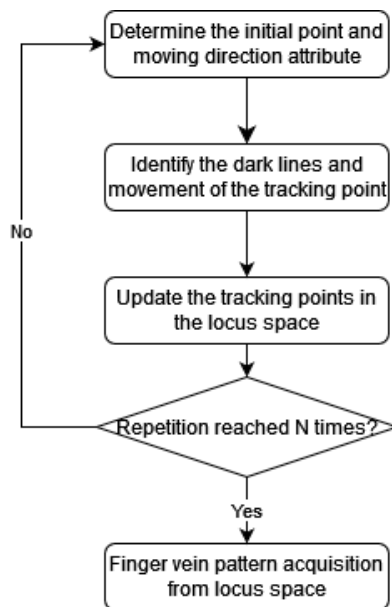 Determine the initial point and
moving direction attribute
Identify the dark lines and
movement of the tracking point
No
Update the tracking points in
the locus space
Repetition reached N times?
Yes
Finger vein pattern acquisition
from locus space